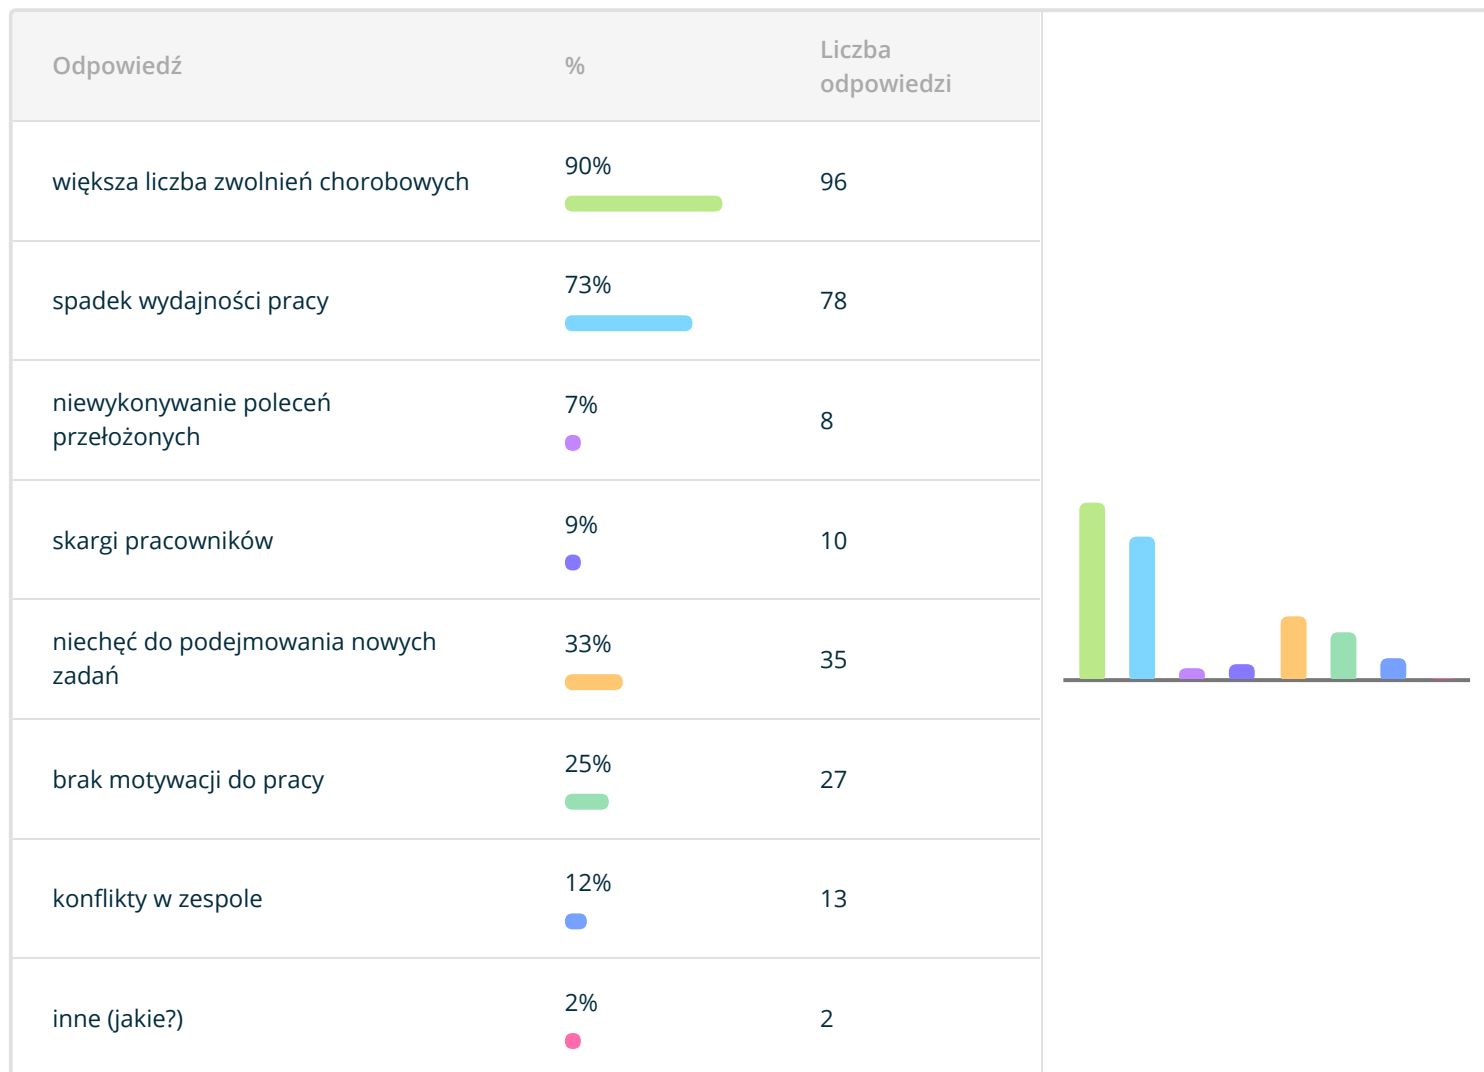 Odpowiedź
%
Liczba
odpowiedzi
większa liczba zwolnień chorobowych
90%
96
spadek wydajności pracy
73%
78
niewykonywanie poleceń
przełożonych
7%
8
skargi pracowników
9%
10
niechęć do podejmowania nowych
zadań
33%
35
brak motywacji do pracy
25%
27
konflikty w zespole
12%
13
inne (jakie?)
2%
2